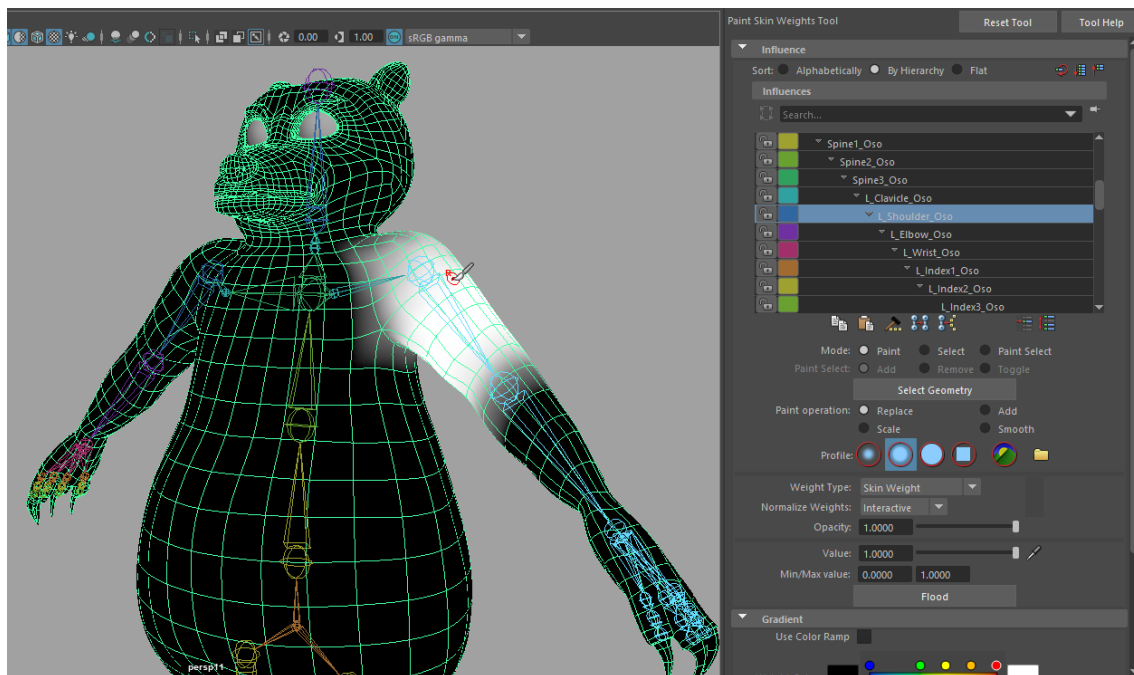 Paint Skin Weights Tool Reset Tool Tool Help
0.00 1.00 sRGB gamma
Influence
Sort: Alphabetically By Hierarchy Flat
Influences
Search...
Spine1_Oso
Spine2_Oso
Spine3_Oso
L_Clavicle_Oso
L_Shoulder_Oso
L_Elbow_Oso
L_Wrist_Oso
L_Index1_Oso
L_Index2_Oso
L_Index3_Oso
Mode: Paint Select Paint Select
Paint Select: Add Remove Toggle
Select Geometry
Paint operation: Replace Add
Scale Smooth
Profile:
Weight Type: Skin Weight
Normalize Weights: Interactive
Opacity: 1.0000
Value: 1.0000
Min/Max value: 0.0000 1.0000
Flood
Gradient
Use Color Ramp
persp11
R